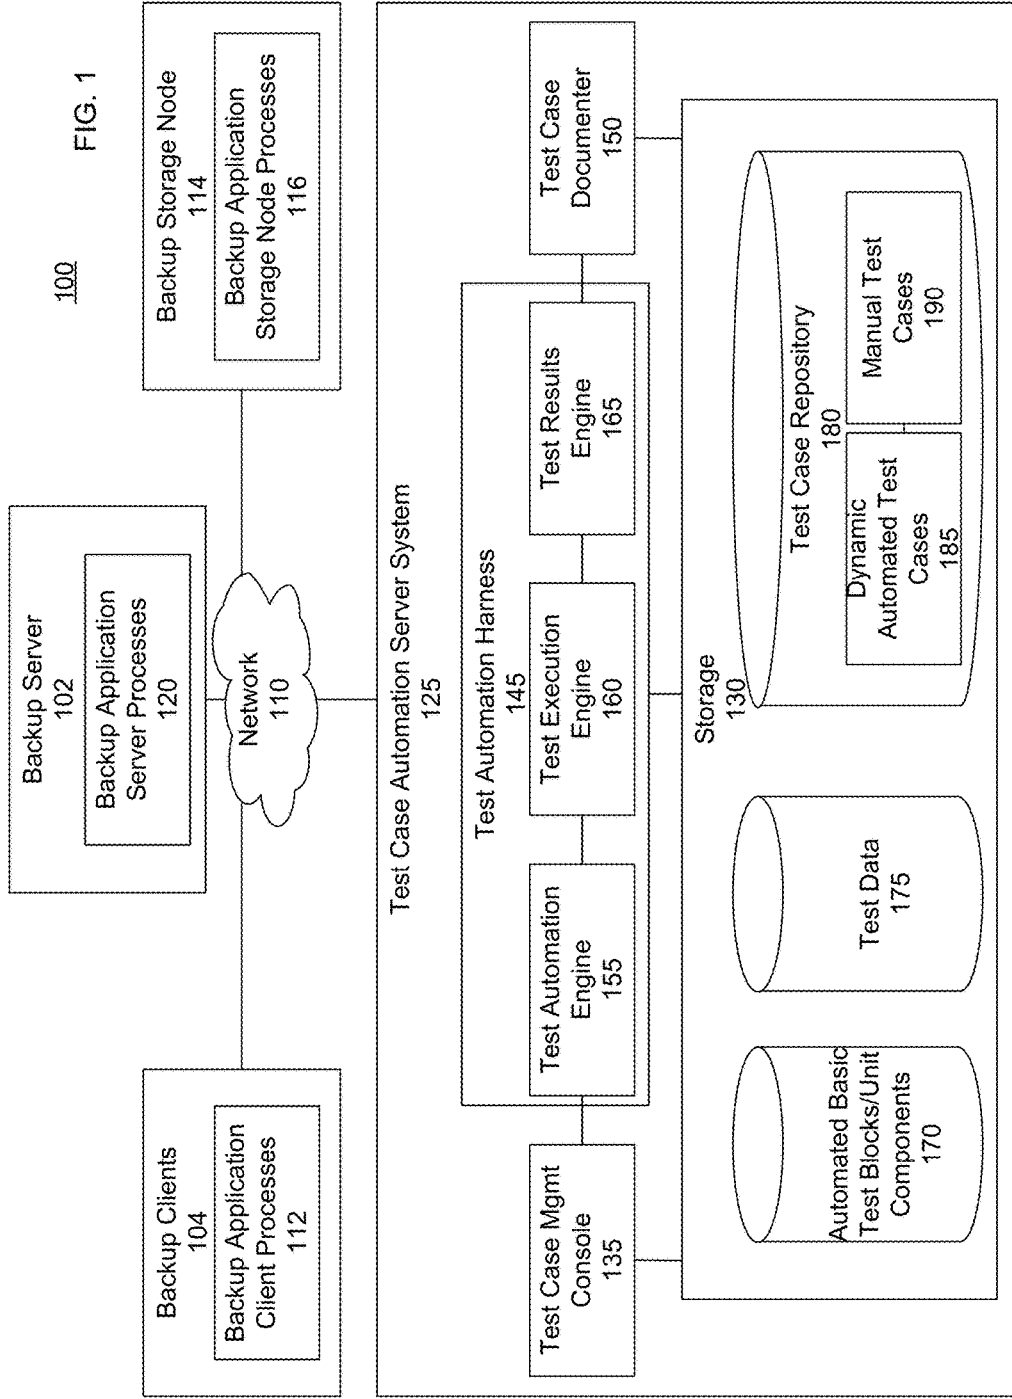 100
FIG. 1
Backup Server
102
Backup Application
Server Processes
120
Backup Clients
104
Backup Application
Client Processes
112
Network
110
Backup Storage Node
114
Backup Application
Storage Node Processes
116
Test Case Automation Server System
125
Test Automation Harness
145
Test Case Mgmt
Console
135
Test Automation
Engine
155
Test Execution
Engine
160
Test Results
Engine
165
Test Case
Documenter
150
Storage
130
Automated Basic
Test Blocks/Unit
Components
170
Test Data
175
Test Case Repository
180
Dynamic
Automated Test
Cases
185
Manual Test
Cases
190